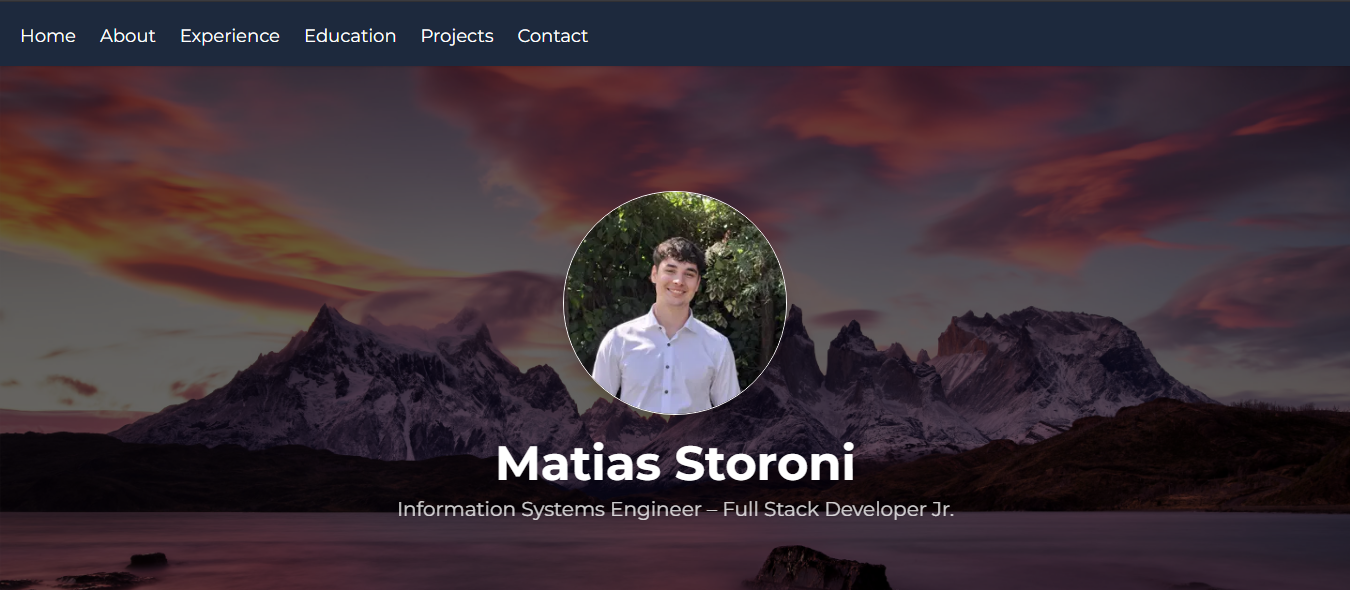 Home About Experience Education Projects Contact
Matias Storoni
Information Systems Engineer – Full Stack Developer Jr.